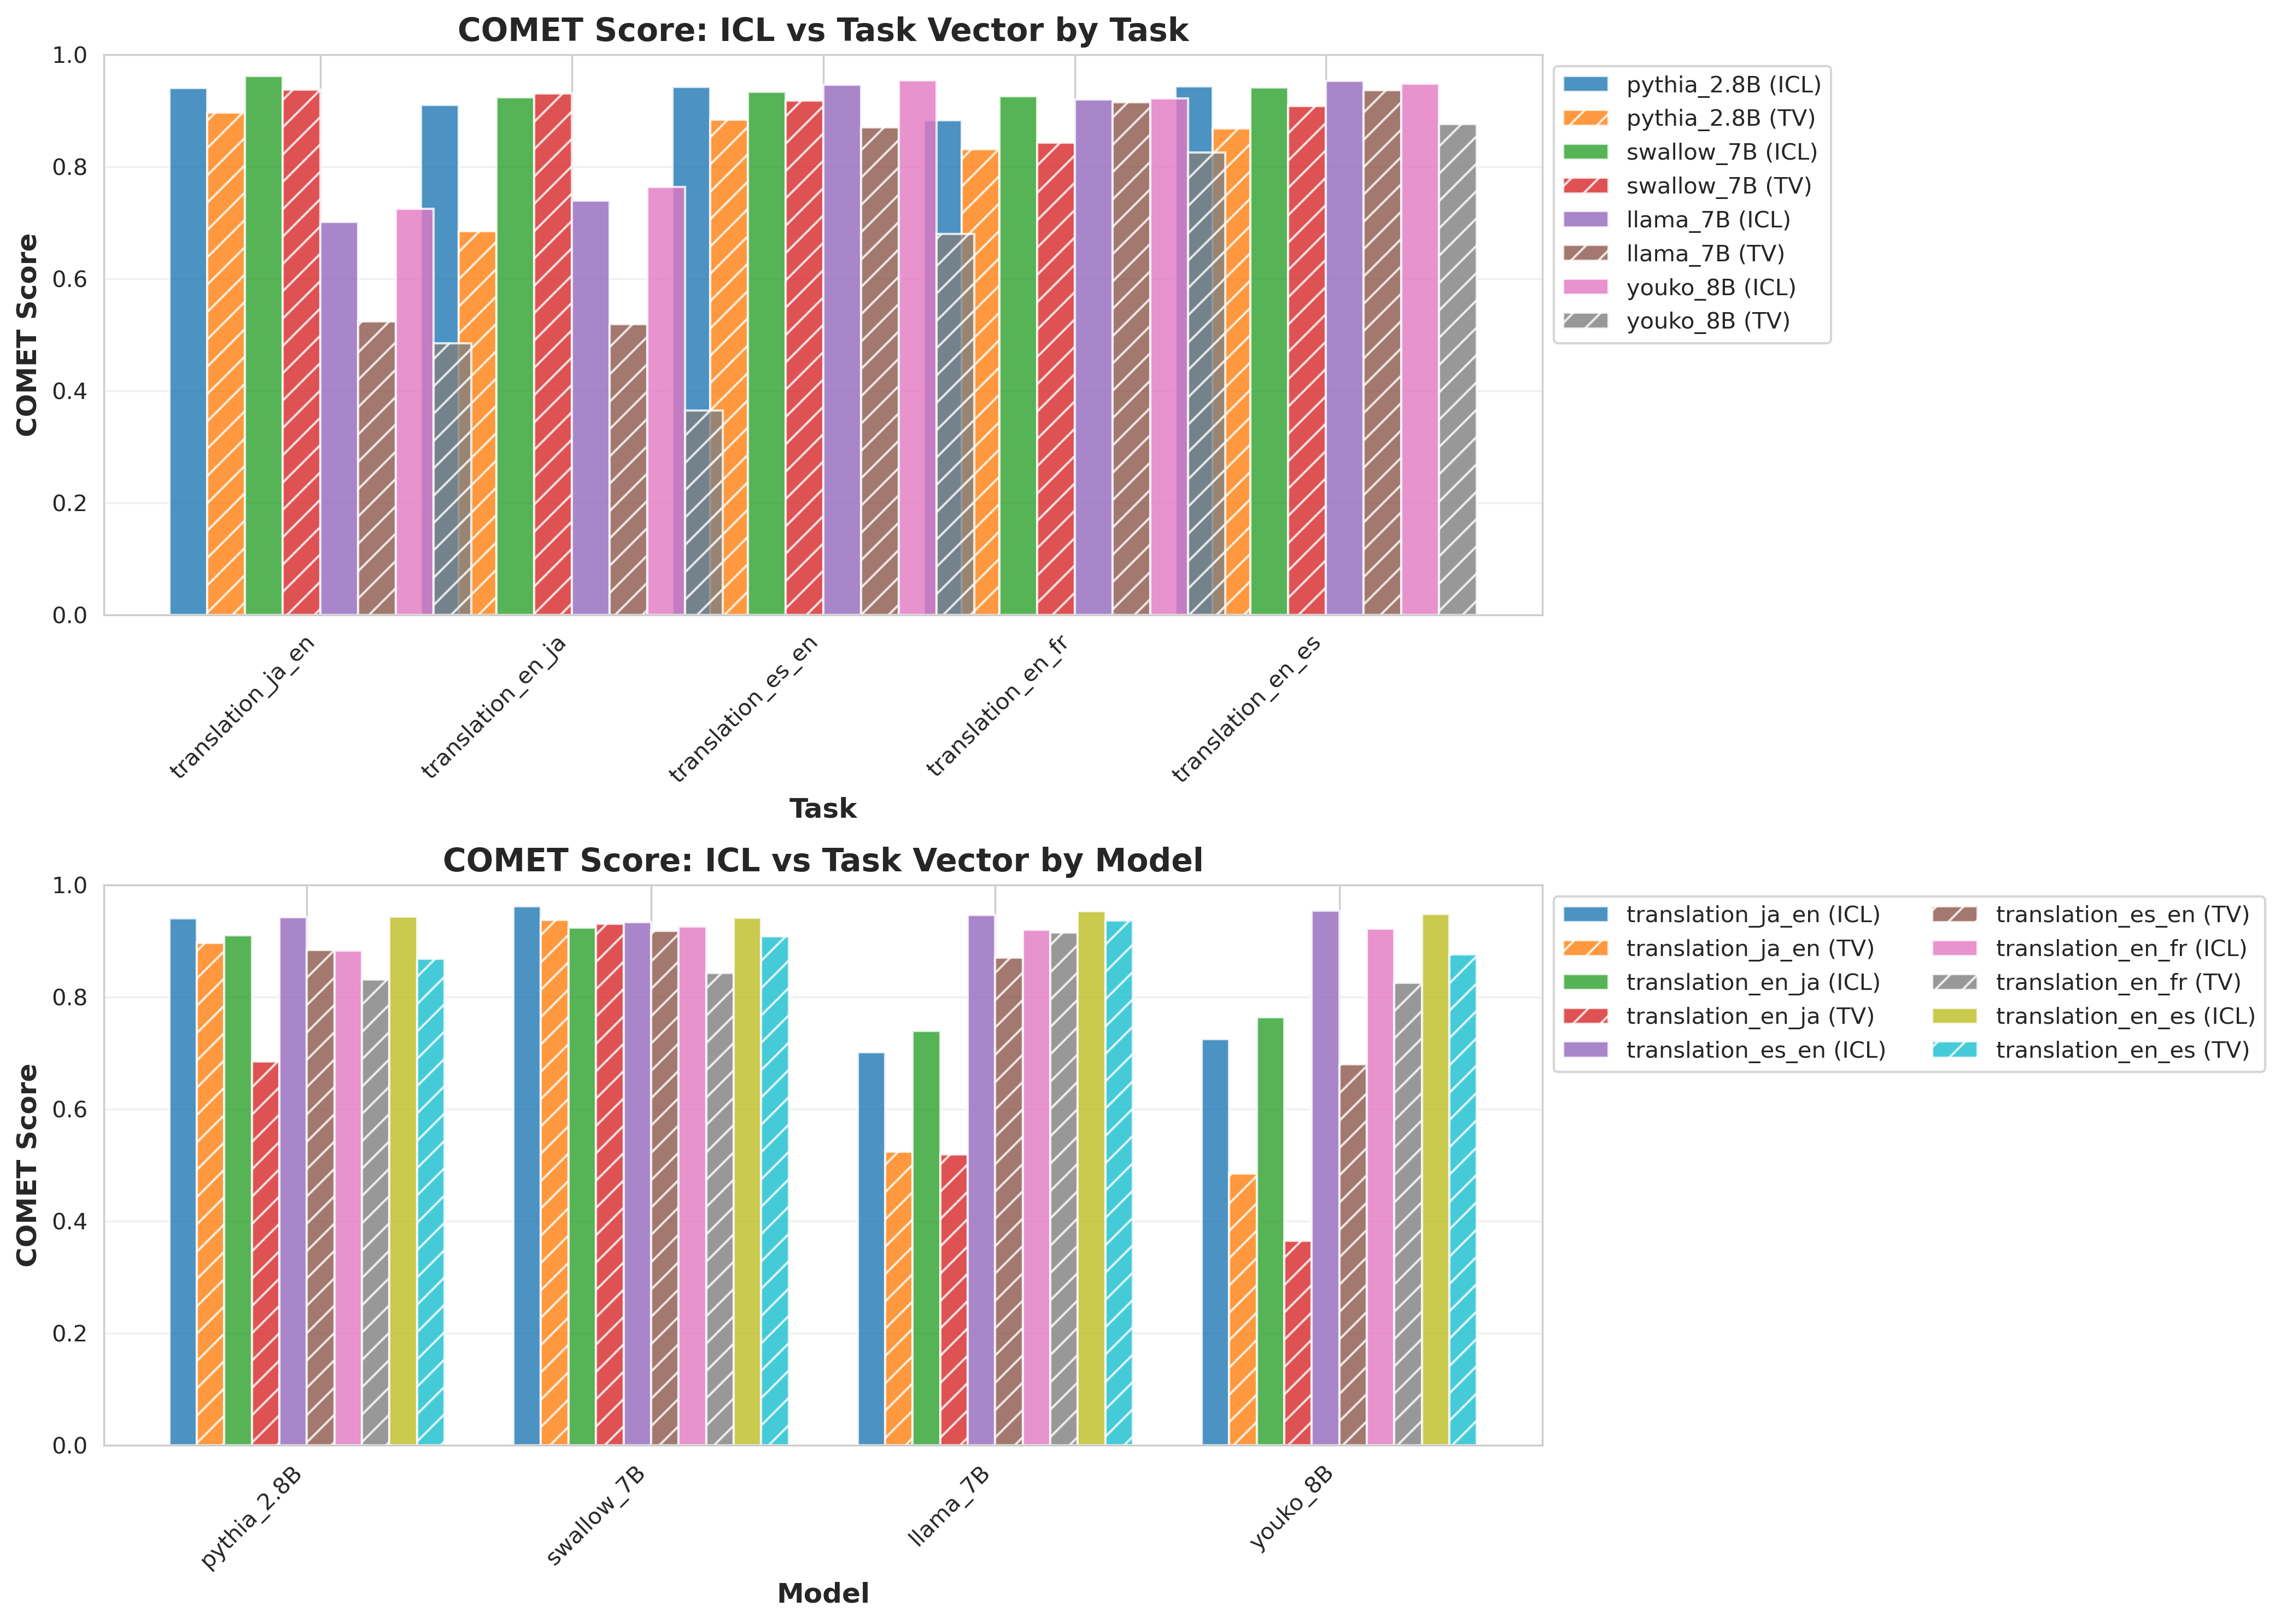 COMET Score: ICL vs Task Vector by Task
COMET Score
1.0
0.8
0.6
0.4
0.2
0.0
translation_ja_en
translation_en_ja
translation_es_en
translation_en_fr
translation_en_es
Task
pythia_2.8B (ICL)
pythia_2.8B (TV)
swallow_7B (ICL)
swallow_7B (TV)
llama_7B (ICL)
llama_7B (TV)
youko_8B (ICL)
youko_8B (TV)
COMET Score: ICL vs Task Vector by Model
COMET Score
1.0
0.8
0.6
0.4
0.2
0.0
pythia_2.8B
swallow_7B
llama_7B
youko_8B
Model
translation_ja_en (ICL)
translation_ja_en (TV)
translation_en_ja (ICL)
translation_en_ja (TV)
translation_es_en (ICL)
translation_es_en (TV)
translation_en_fr (ICL)
translation_en_fr (TV)
translation_en_es (ICL)
translation_en_es (TV)